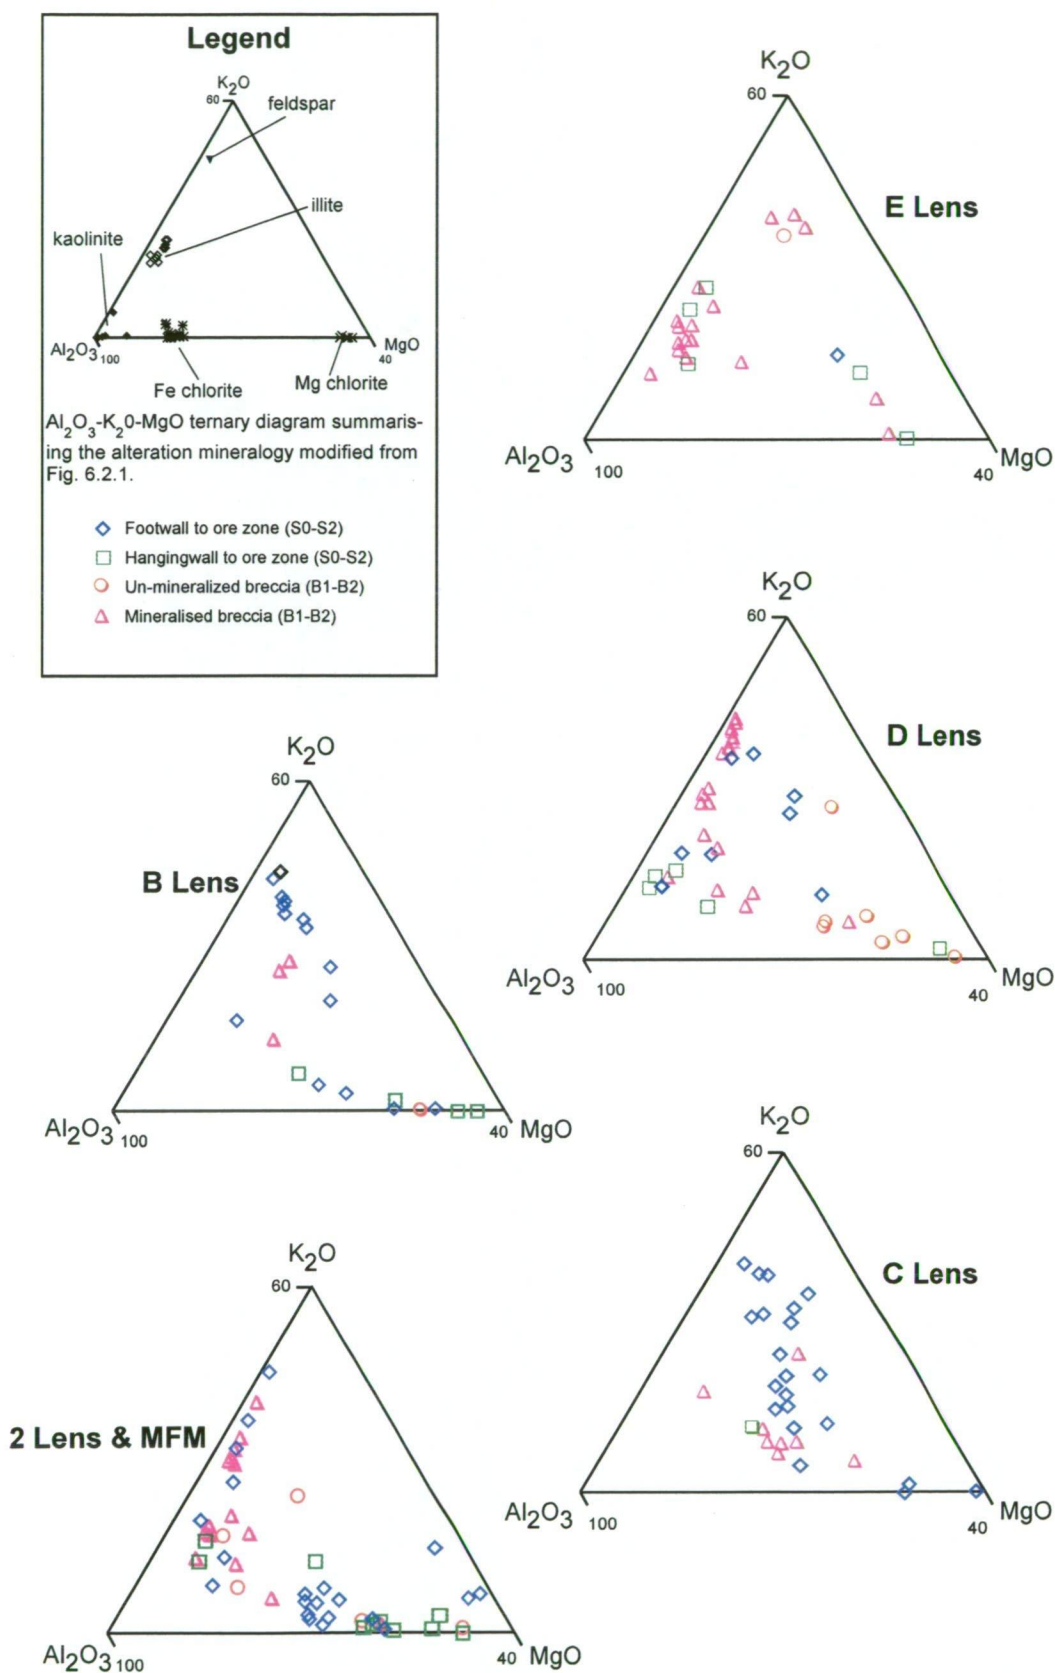 Legend
K2O
60
feldspar
illite
kaolinite
Al2O3 100
MgO
40
Fe chlorite
Mg chlorite
Al2O3-K20-MgO ternary diagram summaris-
ing the alteration mineralogy modified from
Fig. 6.2.1.
Footwall to ore zone (S0-S2)
Hangingwall to ore zone (S0-S2)
Un-mineralized breccia (B1-B2)
Mineralised breccia (B1-B2)
K2O
60
E Lens
Al2O3
100
40
MgO
K2O
60
D Lens
Al2O3
100
40
MgO
K2O
60
B Lens
Al2O3 100
40
MgO
K2O
60
C Lens
Al2O3
100
40
MgO
K2O
60
2 Lens & MFM
Al2O3 100
40
MgO